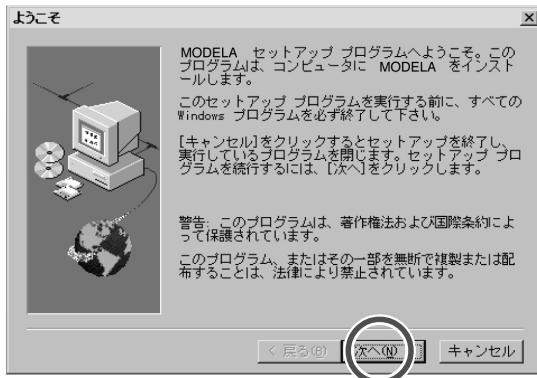 ようこそ
MODELA セットアップ プログラムへようこそ。この
プログラムは、コンピュータに MODELA をインスト
ールします。
このセットアップ プログラムを実行する前に、すべての
Windows プログラムを必ず終了して下さい。
[キャンセル]をクリックするとセットアップを終了し、
実行しているプログラムを閉じます。セットアップ プロ
グラムを続行するには、[次へ]をクリックします。
警告: このプログラムは、著作権法および国際条約によ
って保護されています。
このプログラム、またはその一部を無断で複製または配
布することは、法律により禁止されています。
< 戻る(B) 次へ(N) キャンセル